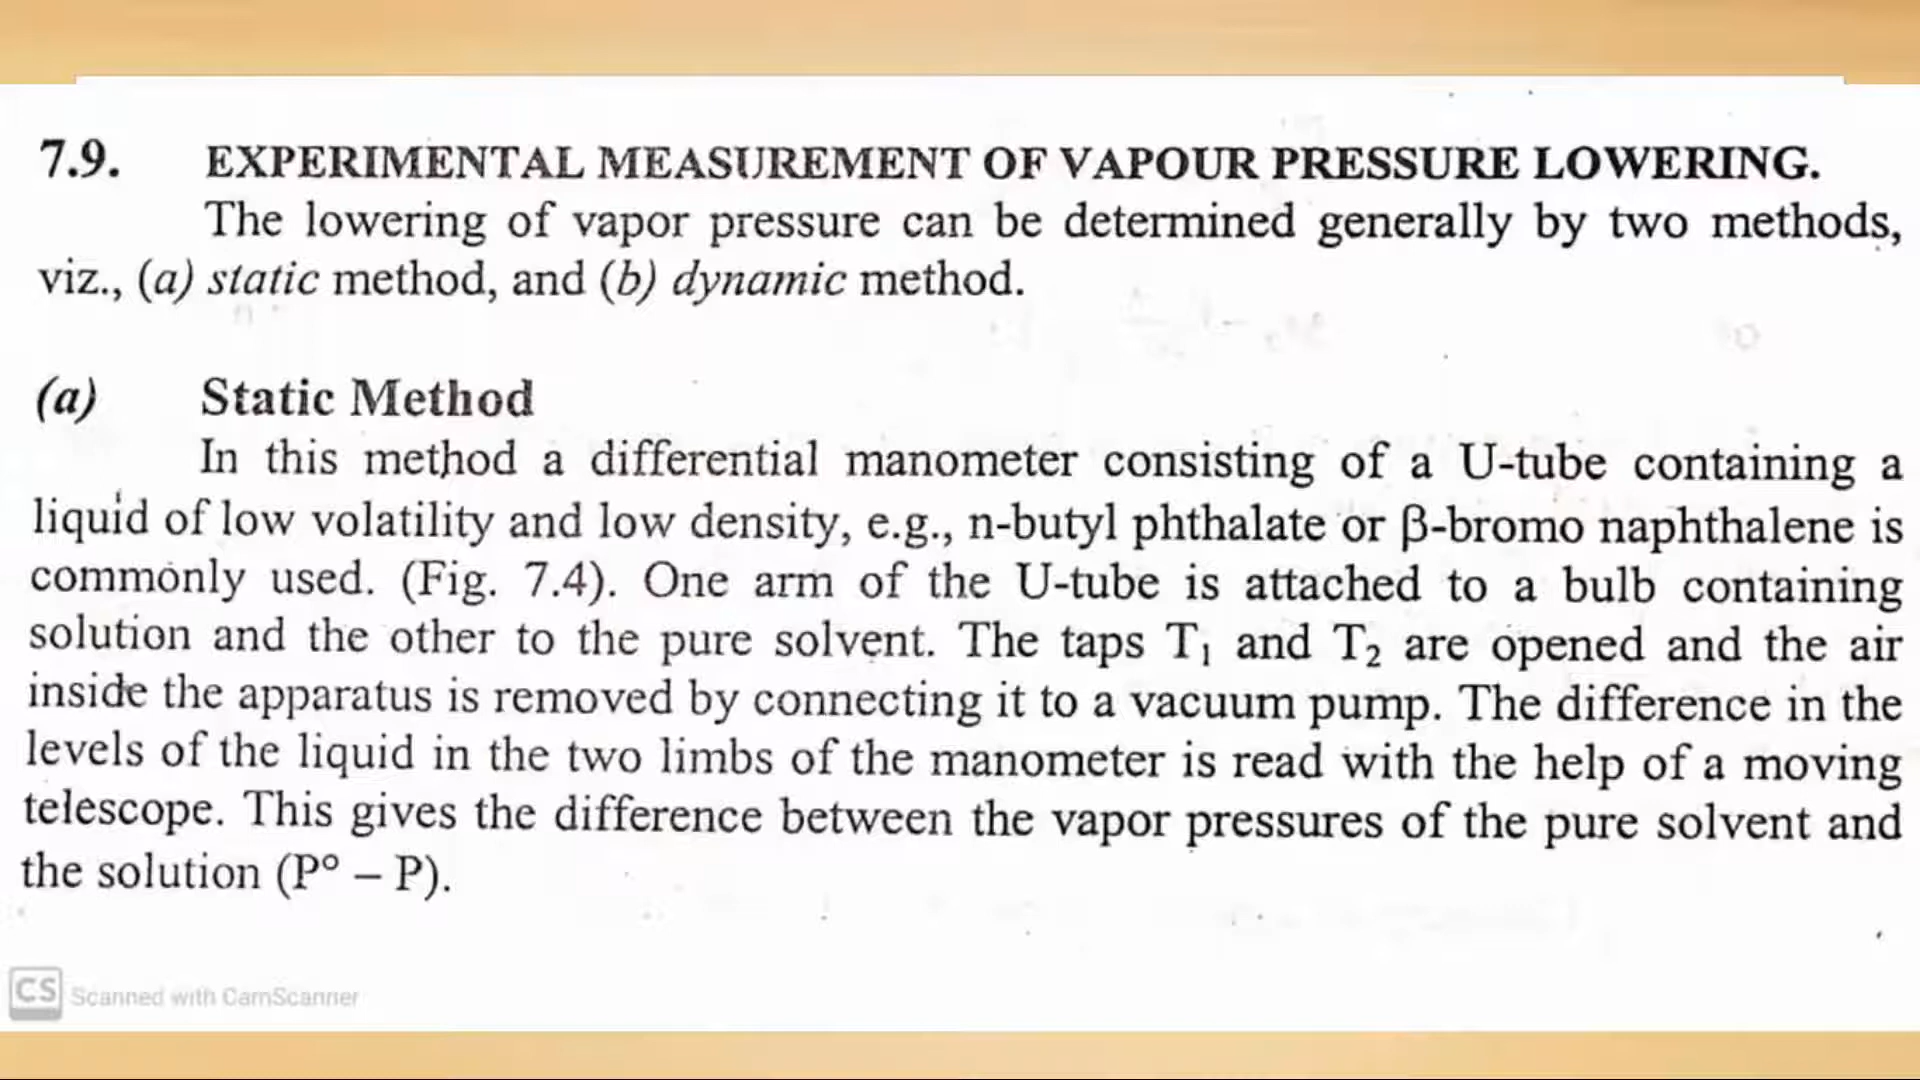 7.9. EXPERIMENTAL MEASUREMENT OF VAPOUR PRESSURE LOWERING.
The lowering of vapor pressure can be determined generally by two methods,
viz., (a) static method, and (b) dynamic method.
(a) Static Method
In this method a differential manometer consisting of a U-tube containing a
liquid of low volatility and low density, e.g., n-butyl phthalate or β-bromo naphthalene is
commonly used. (Fig. 7.4). One arm of the U-tube is attached to a bulb containing
solution and the other to the pure solvent. The taps T₁ and T₂ are opened and the air
inside the apparatus is removed by connecting it to a vacuum pump. The difference in the
levels of the liquid in the two limbs of the manometer is read with the help of a moving
telescope. This gives the difference between the vapor pressures of the pure solvent and
the solution (P° – P).
CS Scanned with CamScanner